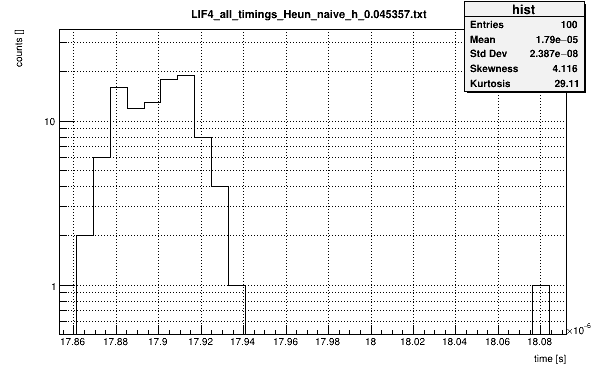 LIF4_all_timings_Heun_naive_h_0.045357.txt
hist
Entries 100
Mean 1.79e−05
Std Dev 2.387e−08
Skewness 4.116
Kurtosis 29.11
counts []
10
1
17.86 17.88 17.9 17.92 17.94 17.96 17.98 18 18.02 18.04 18.06 18.08
×10−6
time [s]